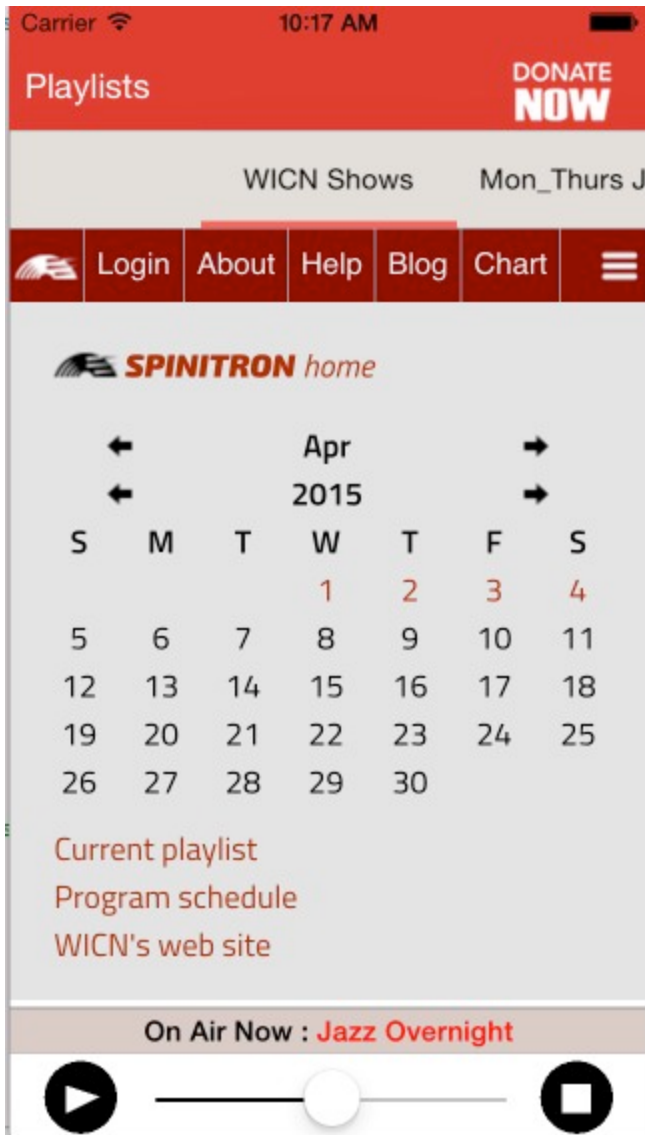 Carrier 10:17 AM
Playlists
DONATE
NOW
WICN Shows Mon_Thurs J
Login About Help Blog Chart
SPINITRON home
Apr
2015
S M T W T F S
1 2 3 4
5 6 7 8 9 10 11
12 13 14 15 16 17 18
19 20 21 22 23 24 25
26 27 28 29 30
Current playlist
Program schedule
WICN's web site
On Air Now : Jazz Overnight